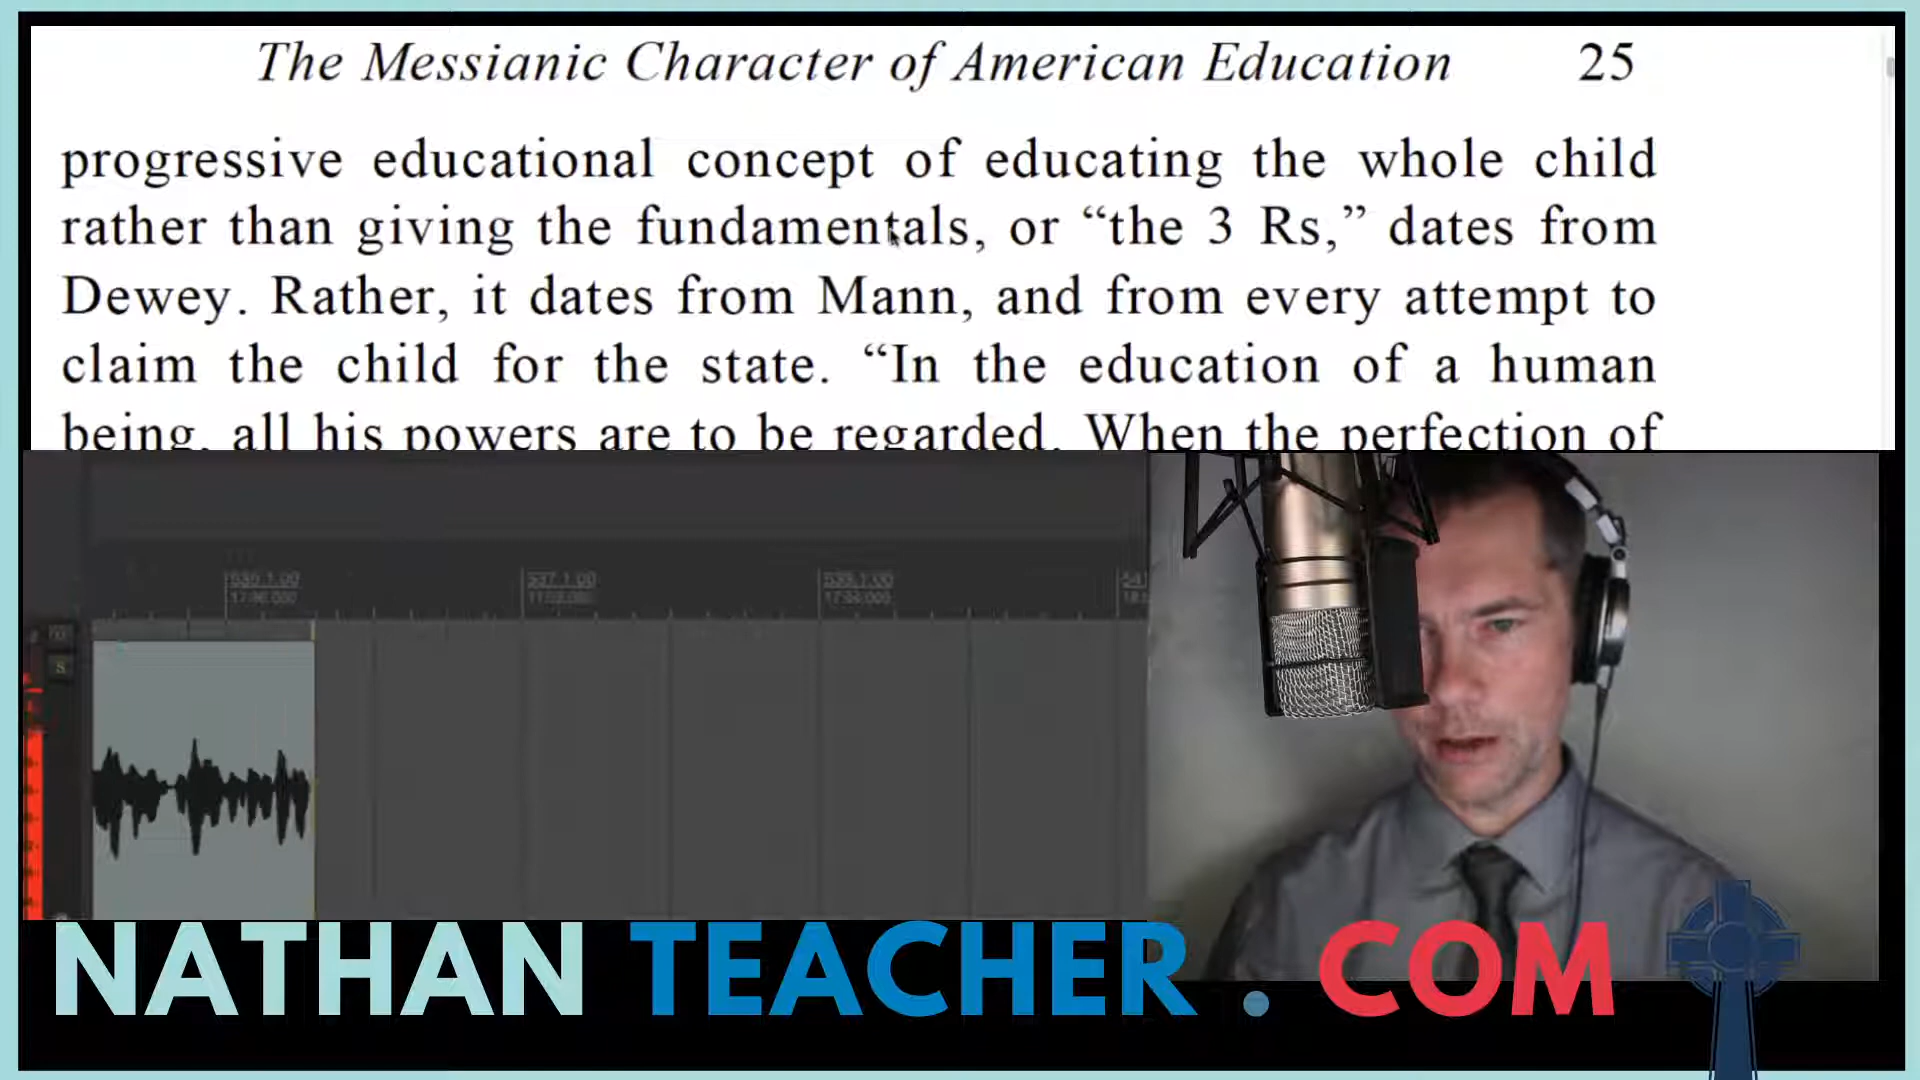 The Messianic Character of American Education 25
progressive educational concept of educating the whole child
rather than giving the fundamentals, or “the 3 Rs,” dates from
Dewey. Rather, it dates from Mann, and from every attempt to
claim the child for the state. “In the education of a human
being, all his powers are to be regarded. When the perfection of
S
NATHAN TEACHER . COM